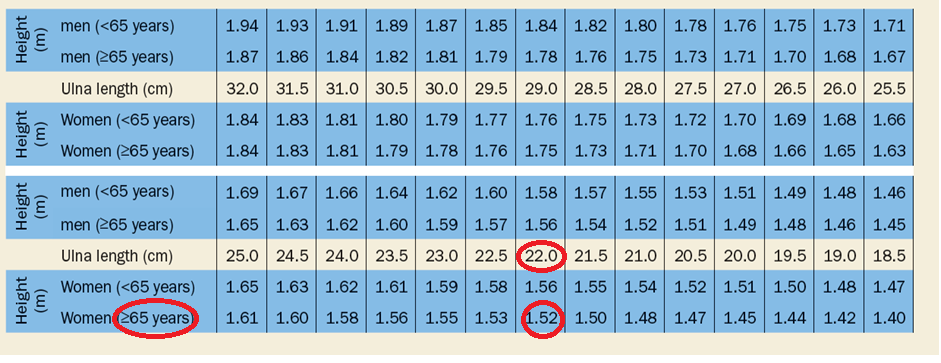 Height (m)
men (<65 years) 1.94 1.93 1.91 1.89 1.87 1.85 1.84 1.82 1.80 1.78 1.76 1.75 1.73 1.71
men (≥65 years) 1.87 1.86 1.84 1.82 1.81 1.79 1.78 1.76 1.75 1.73 1.71 1.70 1.68 1.67
Ulna length (cm) 32.0 31.5 31.0 30.5 30.0 29.5 29.0 28.5 28.0 27.5 27.0 26.5 26.0 25.5
Height (m)
Women (<65 years) 1.84 1.83 1.81 1.80 1.79 1.77 1.76 1.75 1.73 1.72 1.70 1.69 1.68 1.66
Women (≥65 years) 1.84 1.83 1.81 1.79 1.78 1.76 1.75 1.73 1.71 1.70 1.68 1.66 1.65 1.63
Height (m)
men (<65 years) 1.69 1.67 1.66 1.64 1.62 1.60 1.58 1.57 1.55 1.53 1.51 1.49 1.48 1.46
men (≥65 years) 1.65 1.63 1.62 1.60 1.59 1.57 1.56 1.54 1.52 1.51 1.49 1.48 1.46 1.45
Ulna length (cm) 25.0 24.5 24.0 23.5 23.0 22.5 22.0 21.5 21.0 20.5 20.0 19.5 19.0 18.5
Height (m)
Women (<65 years) 1.65 1.63 1.62 1.61 1.59 1.58 1.56 1.55 1.54 1.52 1.51 1.50 1.48 1.47
Women (≥65 years) 1.61 1.60 1.58 1.56 1.55 1.53 1.52 1.50 1.48 1.47 1.45 1.44 1.42 1.40